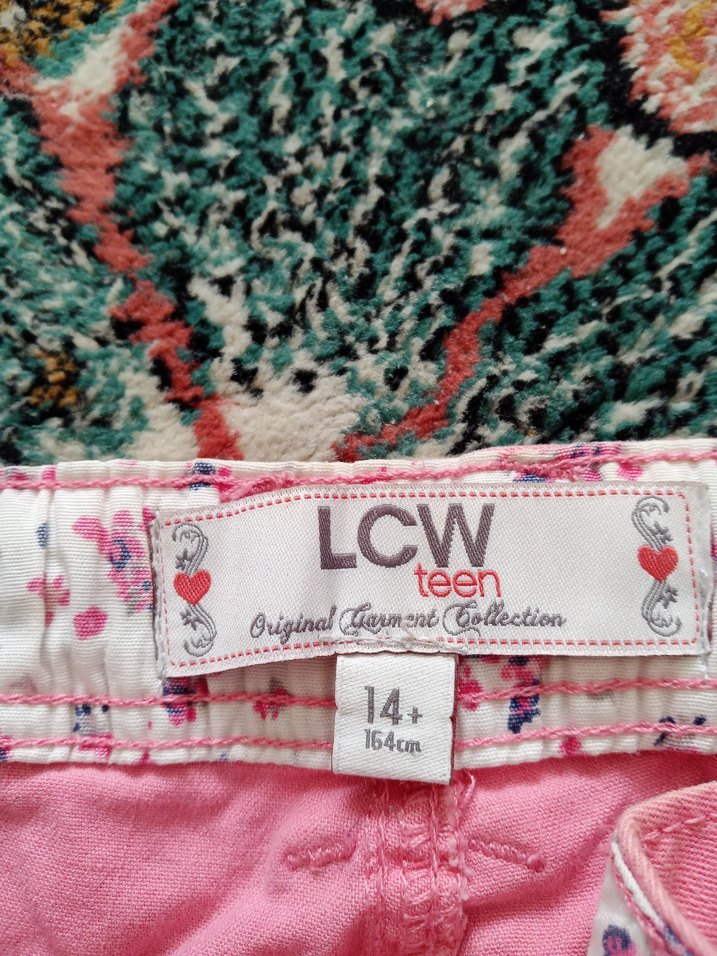 LCW
teen
Original Garment Collection
14+
164cm